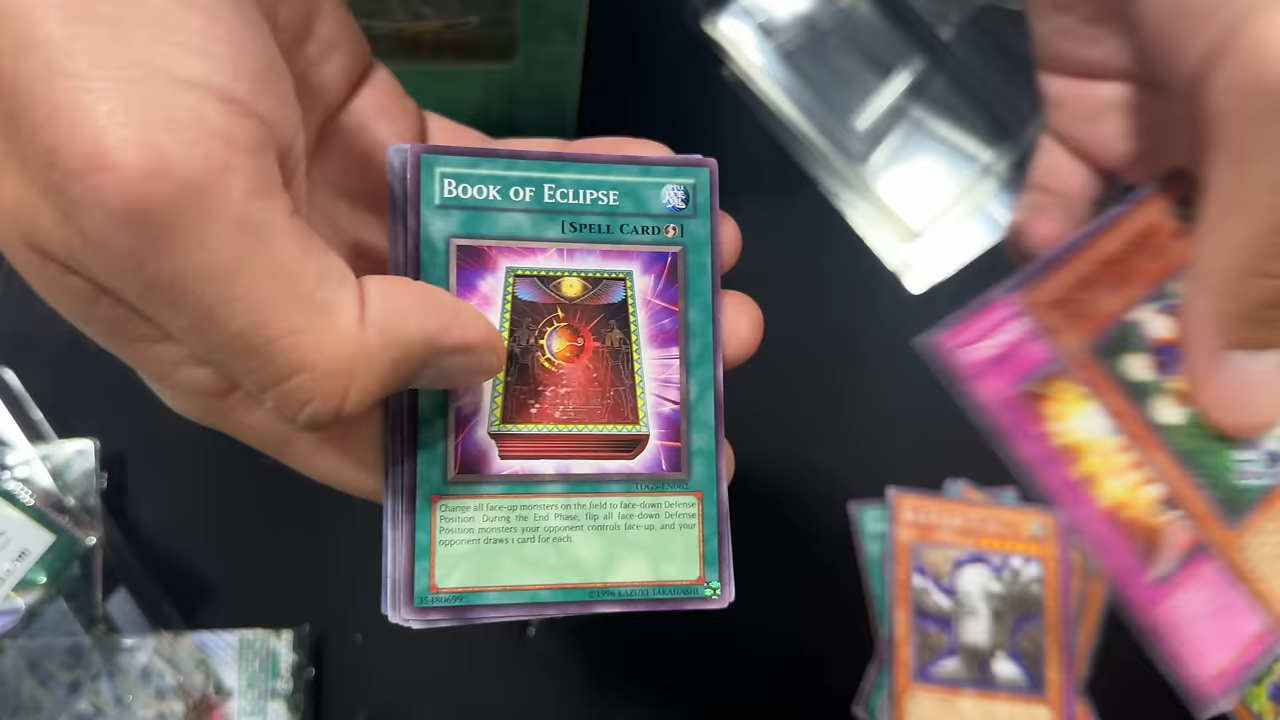 BOOK OF ECLIPSE
[SPELL CARD]
TDGS-EN062
Change all face-up monsters on the field to face-down Defense
Position. During the End Phase, flip all face-down Defense
Position monsters your opponent controls face-up, and your
opponent draws 1 card for each.
35480699
©1996 KAZUKI TAKAHASHI